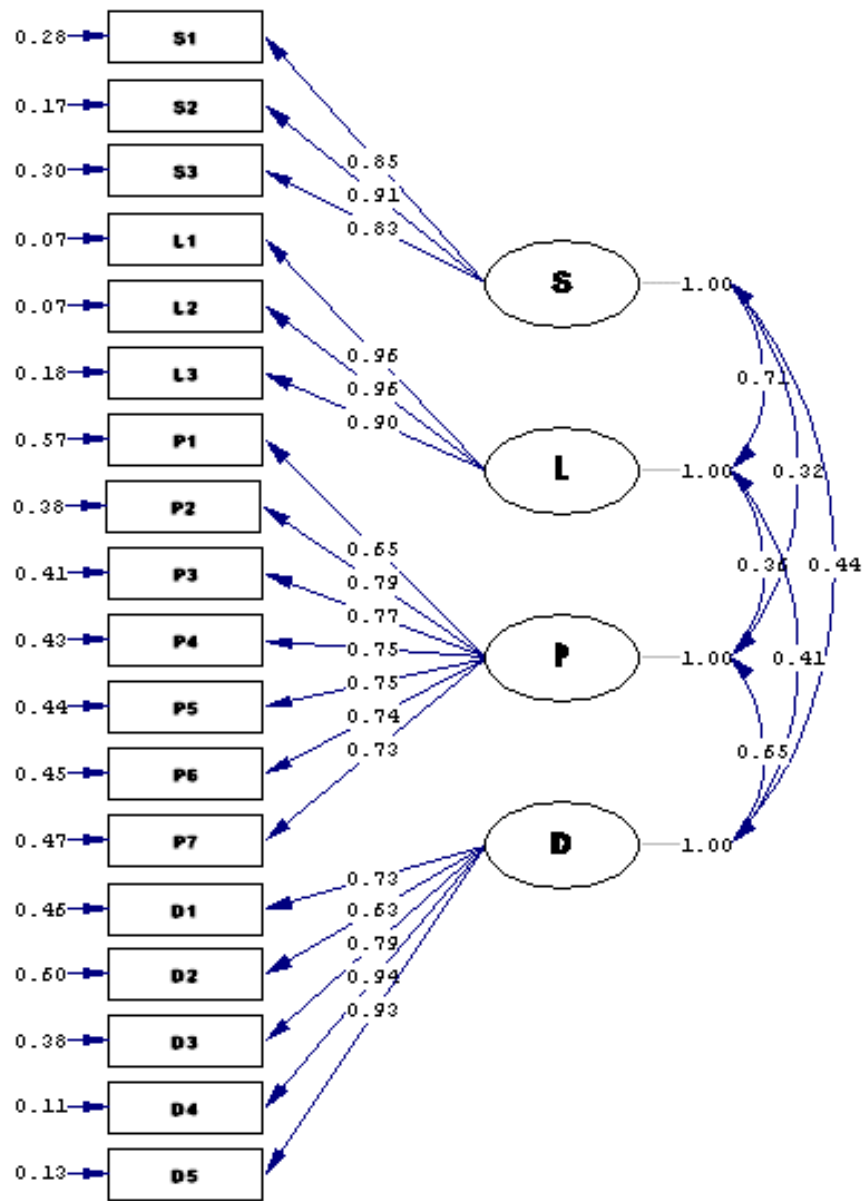 0.28 S1
0.17 S2
0.30 S3
0.07 L1
0.07 L2
0.18 L3
0.57 P1
0.38 P2
0.41 P3
0.43 P4
0.44 P5
0.45 P6
0.47 P7
0.46 D1
0.60 D2
0.38 D3
0.11 D4
0.13 D5
0.85
0.91
0.83
0.96
0.96
0.90
0.65
0.79
0.77
0.75
0.75
0.74
0.73
0.73
0.63
0.79
0.94
0.93
S 1.00
L 1.00
P 1.00
D 1.00
0.71
0.32
0.36
0.44
0.41
0.65